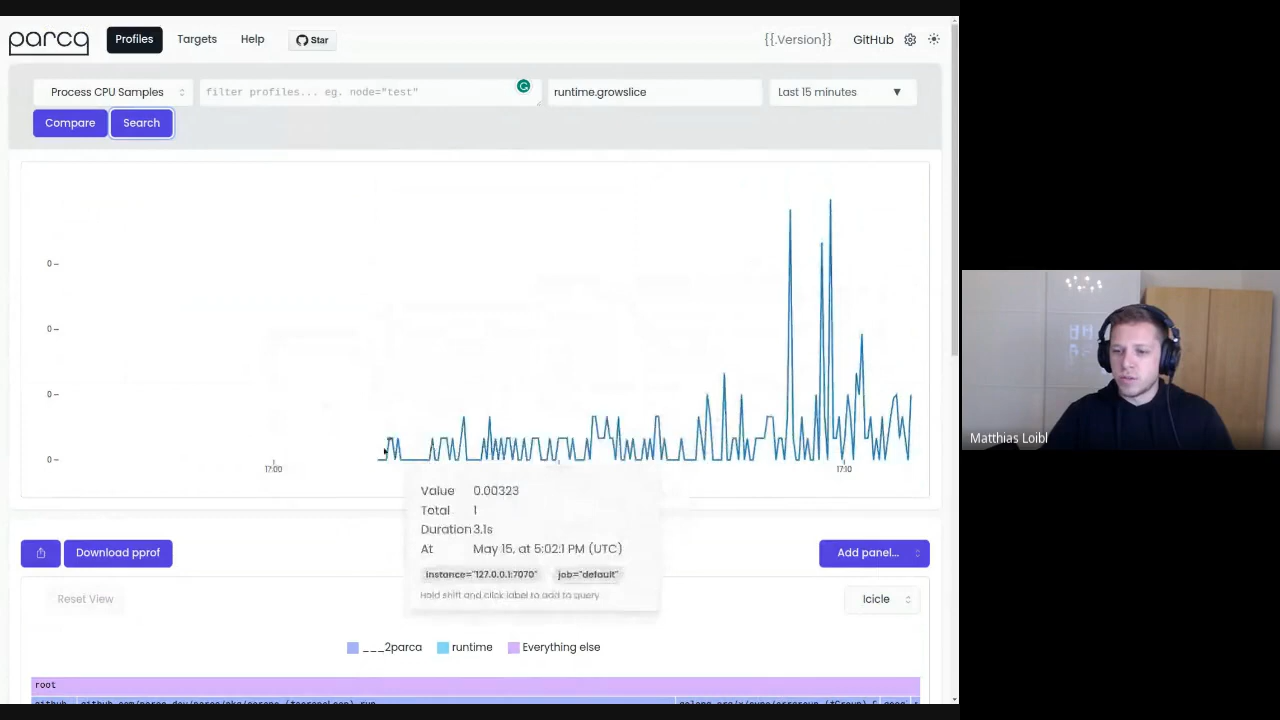 parca Profiles Targets Help Star {{.Version}} GitHub
Process CPU Samples filter profiles... eg. node="test" runtime.growslice Last 15 minutes ▼
Compare Search
0
0
0
0
17:00 17:10
Value 0.00323
Total 1
Duration 3.1s
At May 15, at 5:02:1 PM (UTC)
instance="127.0.0.1:7070" job="default"
Hold shift and click label to add to query
Download pprof Add panel...
Reset View Icicle
___2parca runtime Everything else
root
Matthias Loibl